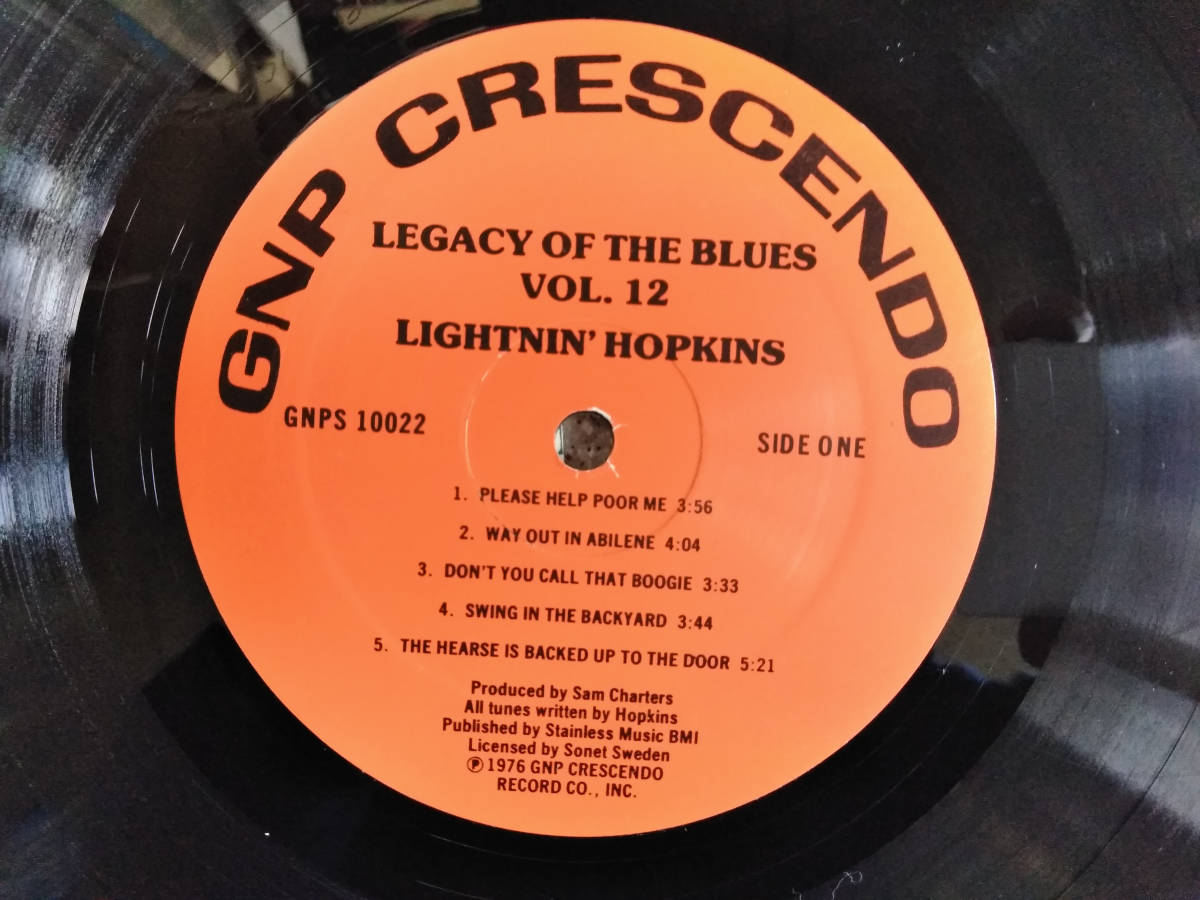 GNP CRESCENDO
LEGACY OF THE BLUES
VOL. 12
LIGHTNIN' HOPKINS
GNPS 10022
SIDE ONE
1. PLEASE HELP POOR ME 3:56
2. WAY OUT IN ABILENE 4:04
3. DON'T YOU CALL THAT BOOGIE 3:33
4. SWING IN THE BACKYARD 3:44
5. THE HEARSE IS BACKED UP TO THE DOOR 5:21
Produced by Sam Charters
All tunes written by Hopkins
Published by Stainless Music BMI
Licensed by Sonet Sweden
℗ 1976 GNP CRESCENDO
RECORD CO., INC.